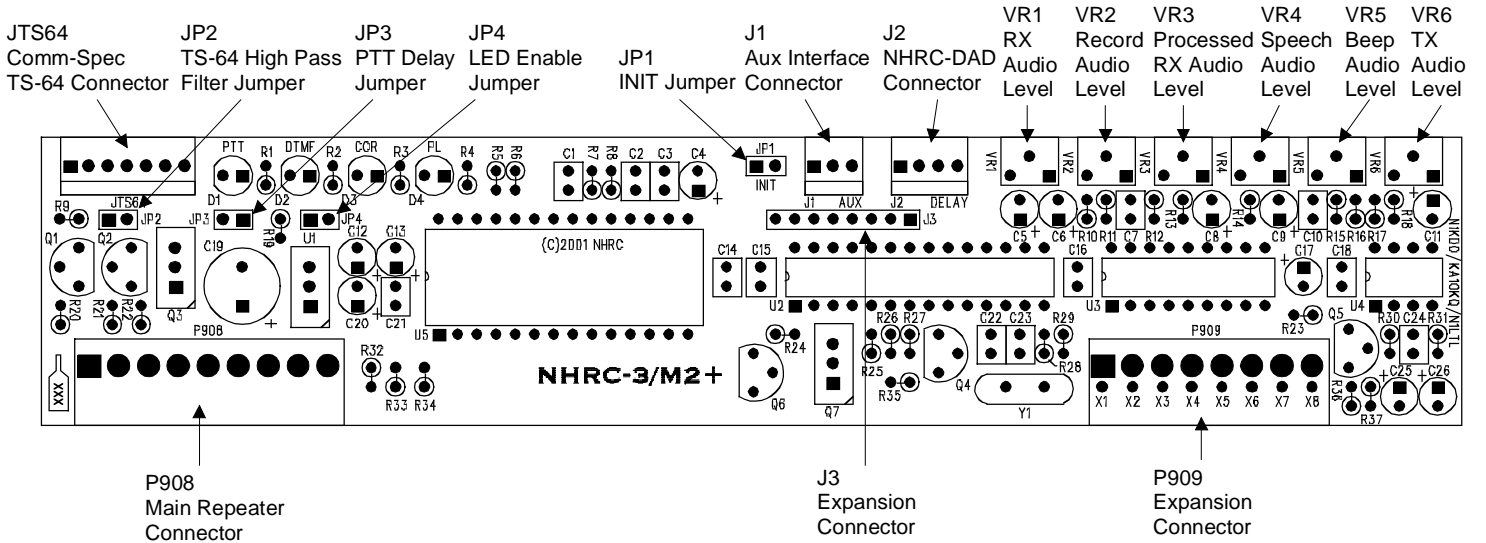 JTS64
Comm-Spec
TS-64 Connector
JP2
TS-64 High Pass
Filter Jumper
JP3
PTT Delay
Jumper
JP4
LED Enable
Jumper
JP1
INIT Jumper
J1
Aux Interface
Connector
J2
NHRC-DAD
Connector
VR1
RX
Audio
Level
VR2
Record
Audio
Level
VR3
Processed
RX Audio
Level
VR4
Speech
Audio
Level
VR5
Beep
Audio
Level
VR6
TX
Audio
Level
PTT R1 DTMF R2 COR R3 PL R4 R5 R6 C1 R7 R8 C2 C3 C4 JP1
INIT
VR1 VR2 VR3 VR4 VR5 VR6
R9 JTS6 JP2 D1 JP3 D2 R19 D3 JP4 D4 J1 AUX J2 DELAY J3
C5 C6 R10 R11 C7 R12 R13 C8 R14 C9 C10 R15 R16 R17 R18 C11
Q1 Q2 C19 U1 C12 C13 (C)2001 NHRC C14 C15 C16 C17 C18
R20 R21 R22 Q3 P908 C20 C21 U5 U2 U3 U4
R23 Q5 R30 C24 R31
R24 R26 R27 C22 C23 R29 P909
R32 R25 Q4 R28
XXX R33 R34 NHRC-3/M2+ Q6 Q7 R35 Y1
X1 X2 X3 X4 X5 X6 X7 X8 R36 R37 C25 C26
P908
Main Repeater
Connector
J3
Expansion
Connector
P909
Expansion
Connector